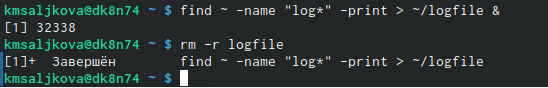 kmsaljkova@dk8n74 ~ $ find ~ -name "log*" -print > ~/logfile &
[1] 32338
kmsaljkova@dk8n74 ~ $ rm -r logfile
[1]+  Завершён        find ~ -name "log*" -print > ~/logfile
kmsaljkova@dk8n74 ~ $